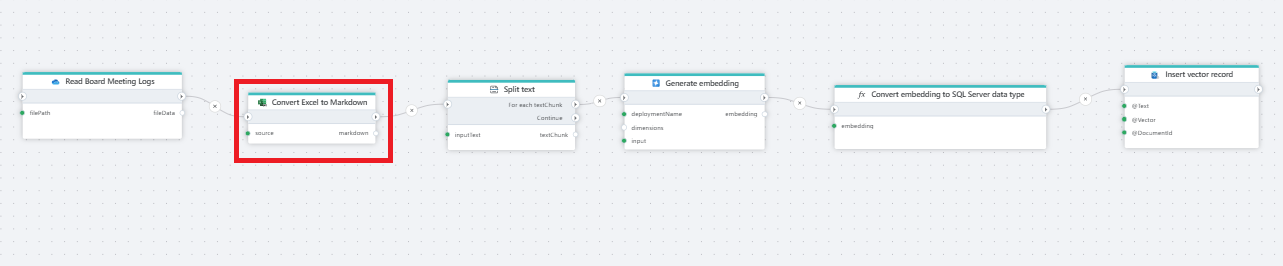 Read Board Meeting Logs
filePath
fileData
Convert Excel to Markdown
source
markdown
Split text
For each textChunk
Continue
inputText
textChunk
Generate embedding
deploymentName
embedding
dimensions
input
fx Convert embedding to SQL Server data type
embedding
Insert vector record
@Text
@Vector
@DocumentId